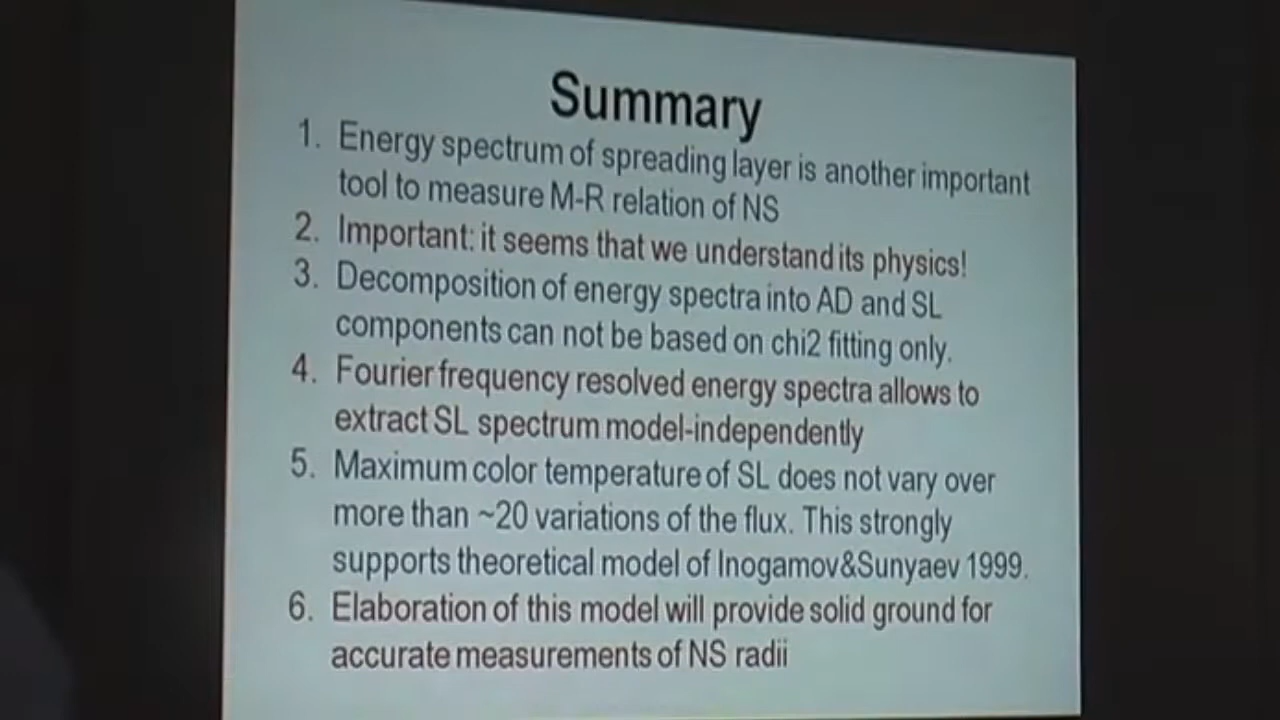 Summary
1. Energy spectrum of spreading layer is another important
tool to measure M-R relation of NS
2. Important: it seems that we understand its physics!
3. Decomposition of energy spectra into AD and SL
components can not be based on chi2 fitting only.
4. Fourier frequency resolved energy spectra allows to
extract SL spectrum model-independently
5. Maximum color temperature of SL does not vary over
more than ~20 variations of the flux. This strongly
supports theoretical model of Inogamov&Sunyaev 1999.
6. Elaboration of this model will provide solid ground for
accurate measurements of NS radii